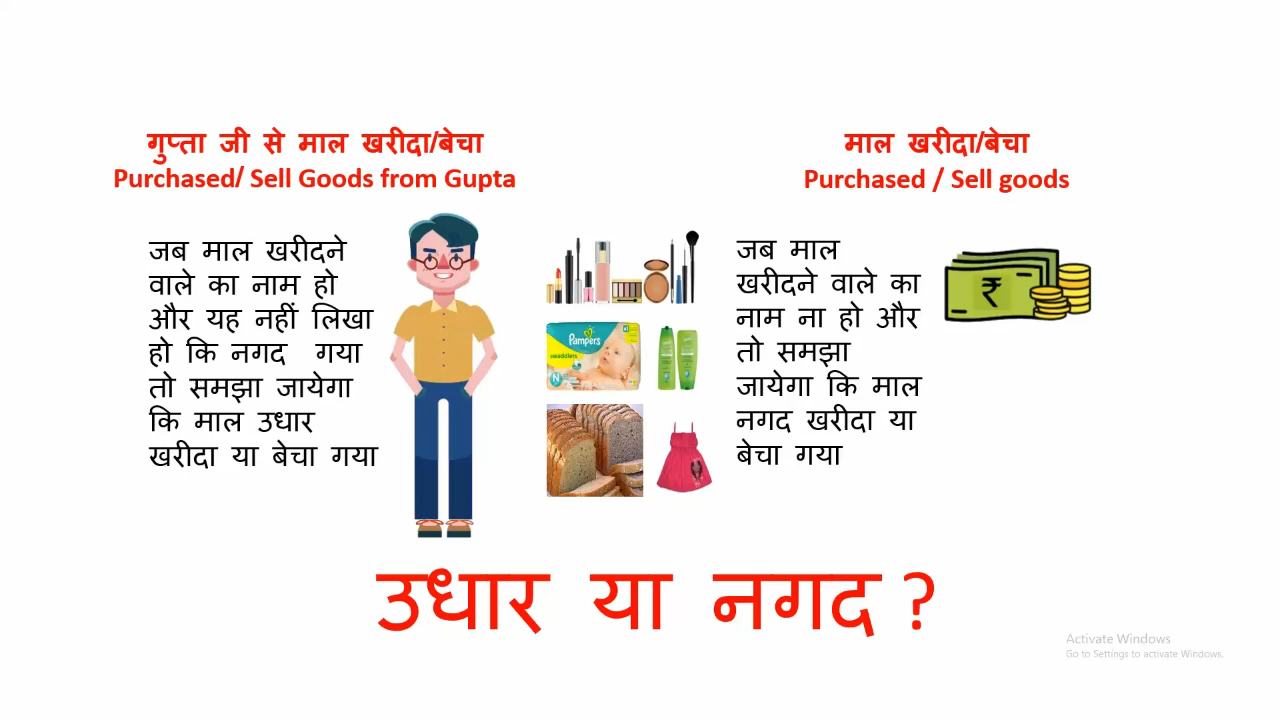 गुप्ता जी से माल खरीदा/बेचा
Purchased/ Sell Goods from Gupta
जब माल खरीदने
वाले का नाम हो
और यह नहीं लिखा
हो कि नगद गया
तो समझा जायेगा
कि माल उधार
खरीदा या बेचा गया
Pampers
swaddlers
N
माल खरीदा/बेचा
Purchased / Sell goods
जब माल
खरीदने वाले का
नाम ना हो और
तो समझा
जायेगा कि माल
नगद खरीदा या
बेचा गया
₹
उधार या नगद ?
Activate Windows
Go to Settings to activate Windows.